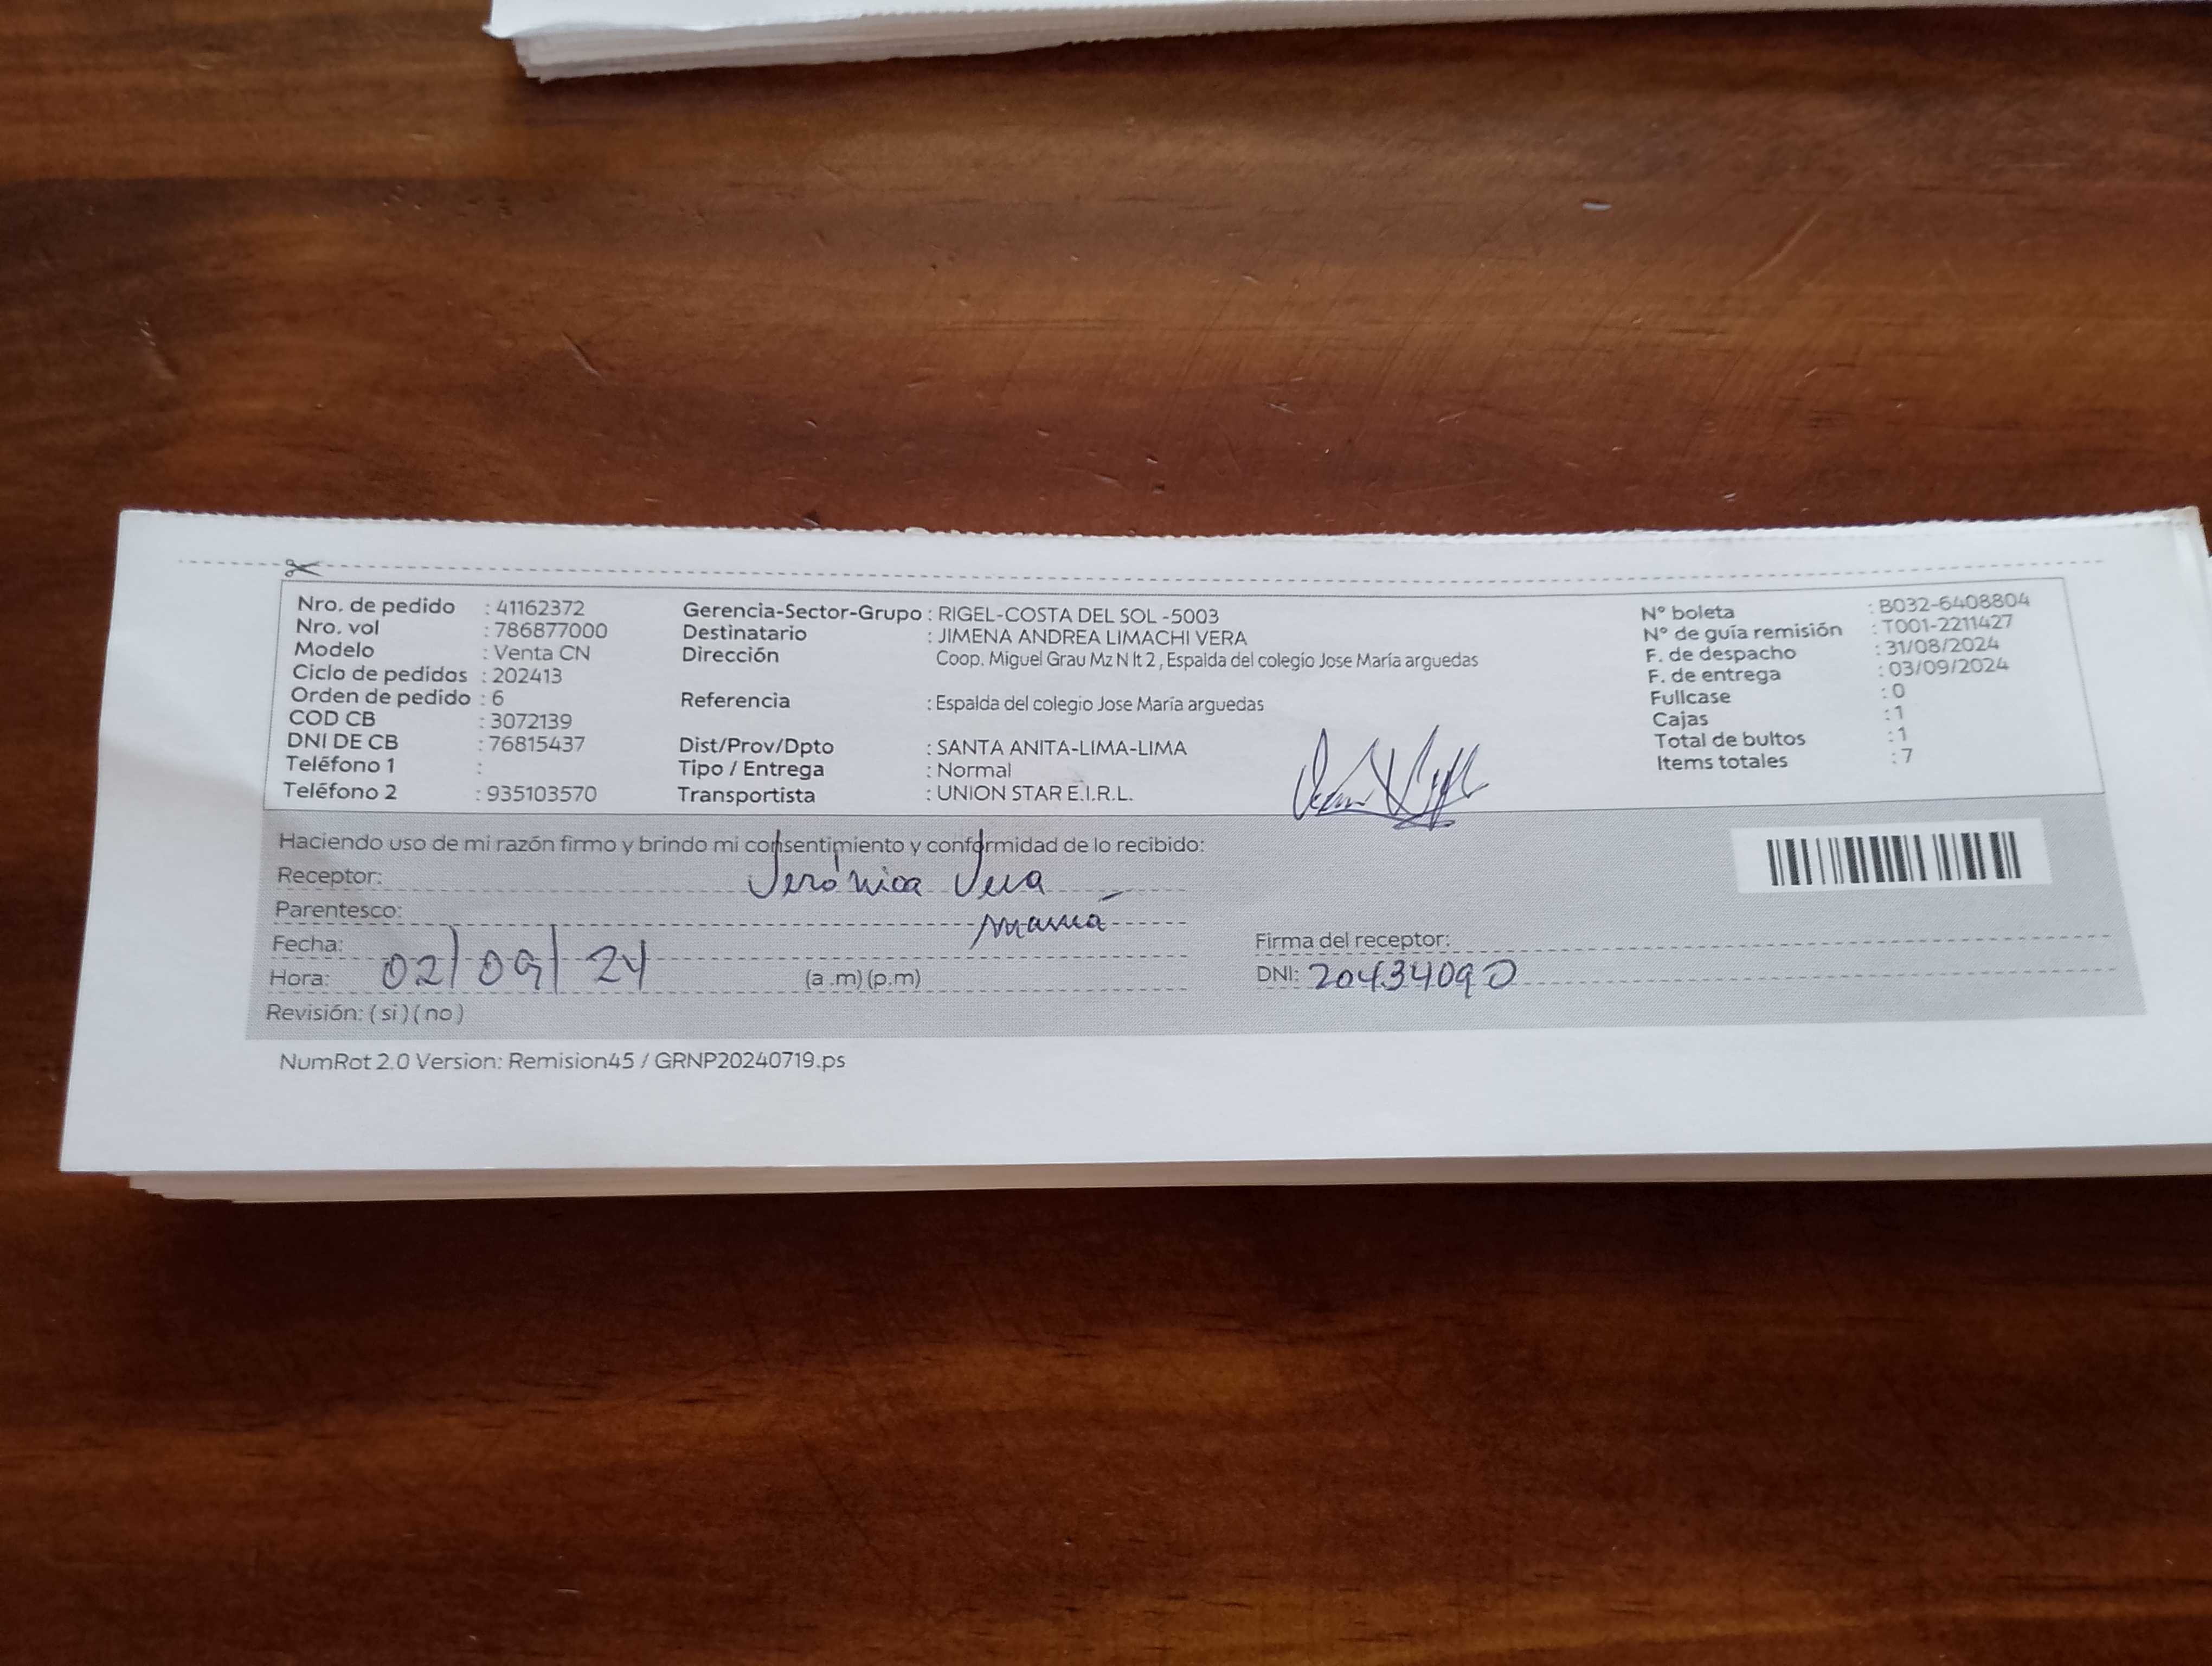 Nro. de pedido : 41162372
Nro. vol : 786877000
Modelo : Venta CN
Ciclo de pedidos : 202413
Orden de pedido : 6
COD CB : 3072139
DNI DE CB : 76815437
Teléfono 1 :
Teléfono 2 : 935103570
Gerencia-Sector-Grupo : RIGEL-COSTA DEL SOL -5003
Destinatario : JIMENA ANDREA LIMACHI VERA
Dirección Coop. Miguel Grau Mz N lt 2 , Espalda del colegio Jose María arguedas
Referencia : Espalda del colegio Jose María arguedas
Dist/Prov/Dpto : SANTA ANITA-LIMA-LIMA
Tipo / Entrega : Normal
Transportista : UNION STAR E.I.R.L.
N° boleta : B032-6408804
N° de guía remisión : T001-2211427
F. de despacho : 31/08/2024
F. de entrega : 03/09/2024
Fullcase : 0
Cajas : 1
Total de bultos : 1
Items totales : 7
Haciendo uso de mi razón firmo y brindo mi consentimiento y conformidad de lo recibido:
Receptor: Verónica Vera
Parentesco: mamá
Fecha: 02/09/24
Hora: (a .m) (p.m)
Revisión: ( si ) ( no )
Firma del receptor:
DNI: 20434090
NumRot 2.0 Version: Remision45 / GRNP20240719.ps